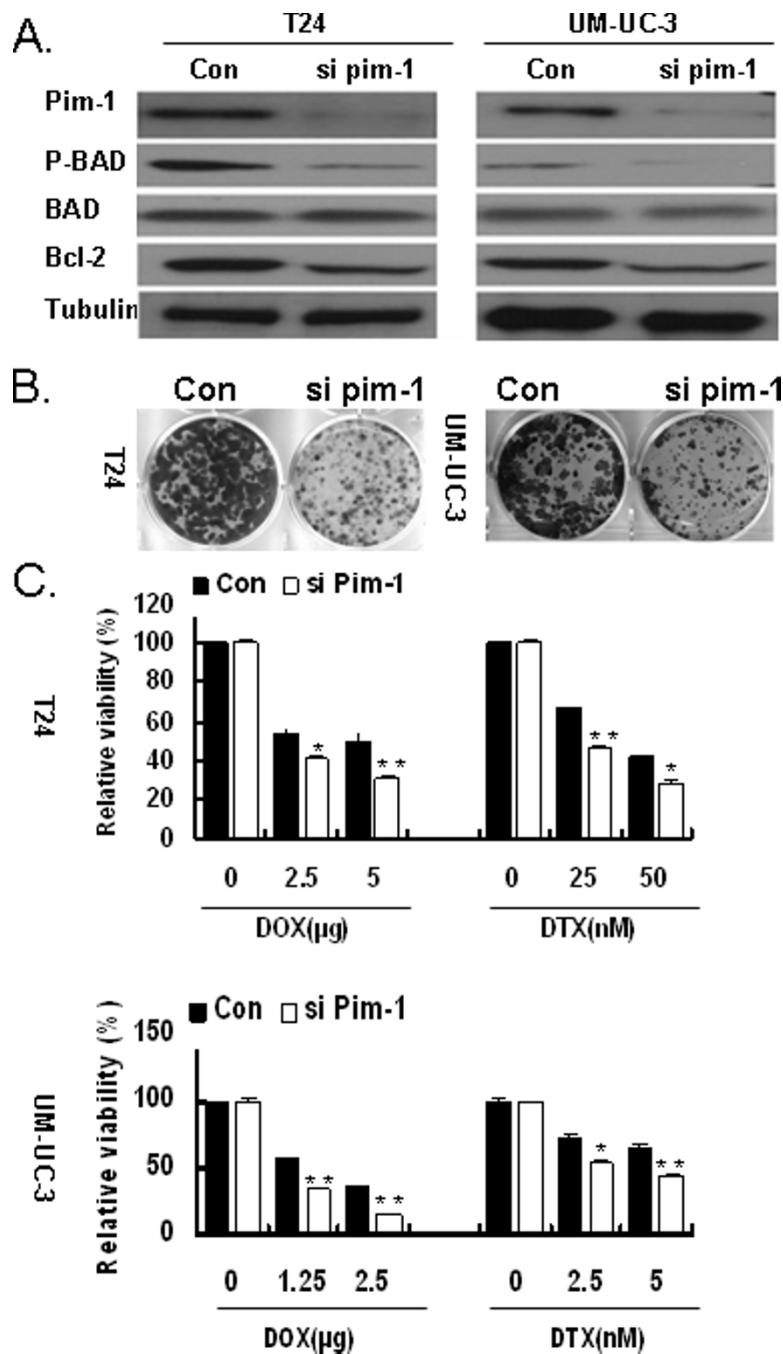 A.
T24 UM-UC-3
Con si pim-1 Con si pim-1
Pim-1
P-BAD
BAD
Bcl-2
Tubulin
B.
Con si pim-1 Con si pim-1
T24
UM-UC-3
C.
Con si Pim-1
T24
Relative viability (%)
120
100
80
60
40
20
0
* ** ** *
0 2.5 5 0 25 50
DOX(µg) DTX(nM)
Con si Pim-1
UM-UC-3
Relative viability (%)
150
100
50
0
** ** * **
0 1.25 2.5 0 2.5 5
DOX(µg) DTX(nM)